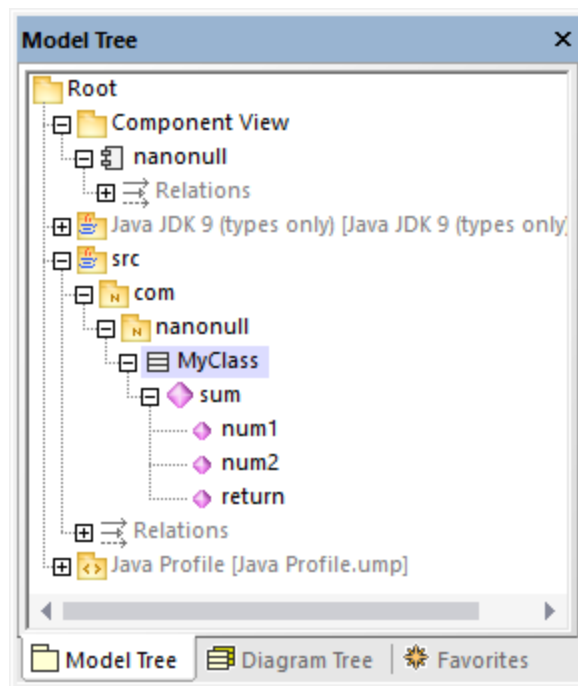 Model Tree
Root
Component View
nanonull
Relations
Java JDK 9 (types only) [Java JDK 9 (types only
src
N com
N nanonull
MyClass
sum
num1
num2
return
Relations
Java Profile [Java Profile.ump]
Model Tree Diagram Tree Favorites